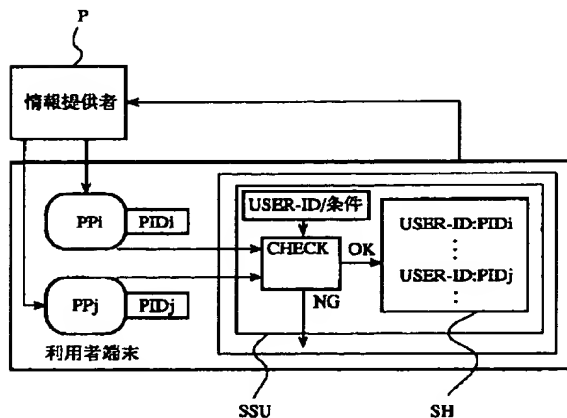 P
情報提供者
USER-ID/条件
PPi
PIDi
CHECK
OK
USER-ID:PIDi
USER-ID:PIDj
PPj
PIDj
NG
利用者端末
SSU
SH